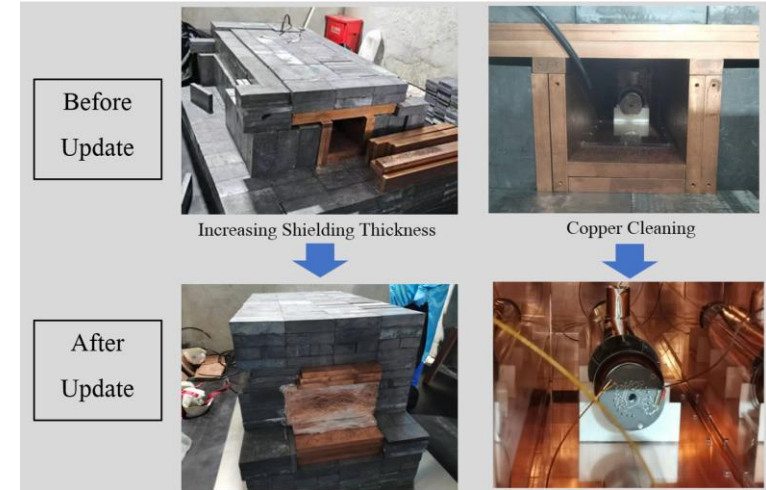 Before
Update
Increasing Shielding Thickness
Copper Cleaning
After
Update